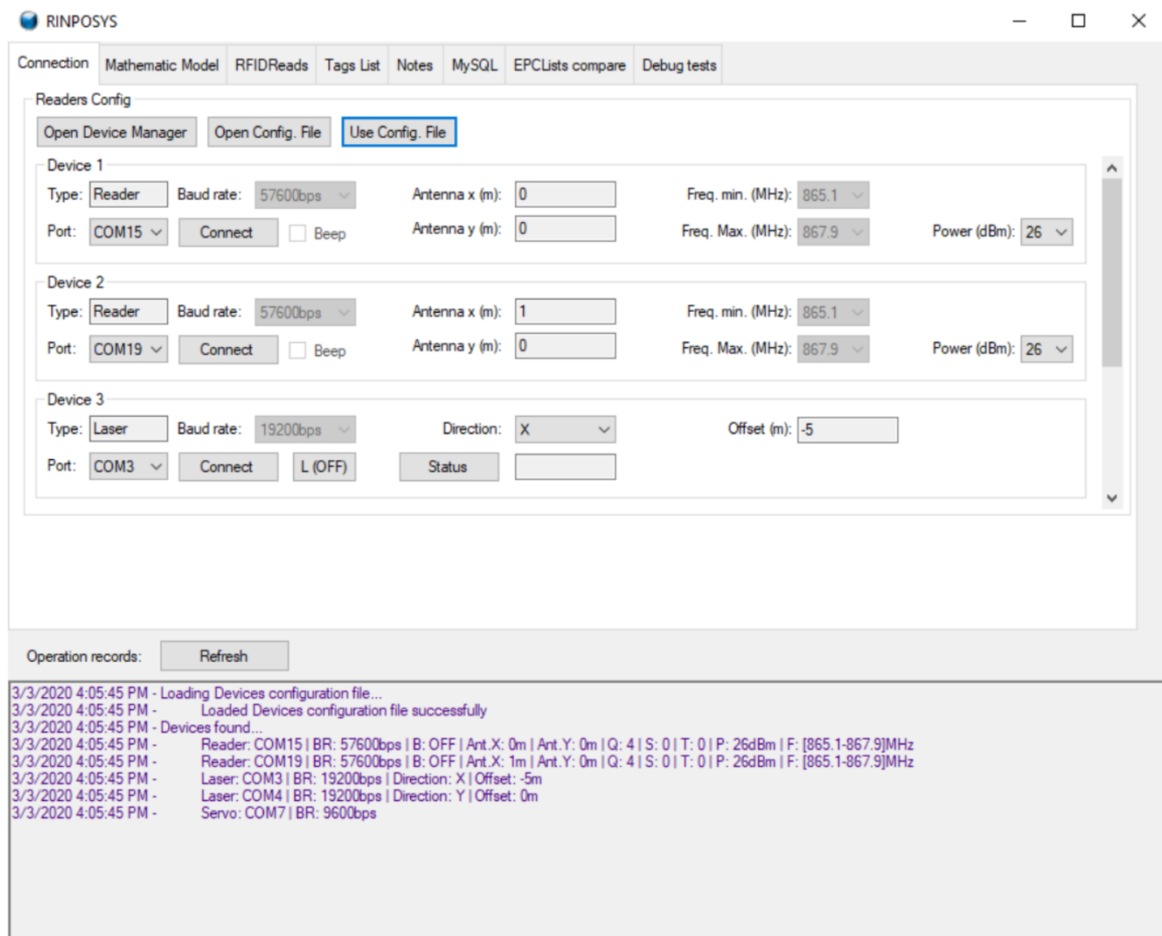 RINPOSYS
Connection Mathematic Model RFIDReads Tags List Notes MySQL EPCLists compare Debug tests
Readers Config
Open Device Manager Open Config. File Use Config. File
Device 1
Type: Reader Baud rate: 57600bps Antenna x (m): 0 Freq. min. (MHz): 865.1
Port: COM15 Connect Beep Antenna y (m): 0 Freq. Max. (MHz): 867.9 Power (dBm): 26
Device 2
Type: Reader Baud rate: 57600bps Antenna x (m): 1 Freq. min. (MHz): 865.1
Port: COM19 Connect Beep Antenna y (m): 0 Freq. Max. (MHz): 867.9 Power (dBm): 26
Device 3
Type: Laser Baud rate: 19200bps Direction: X Offset (m): -5
Port: COM3 Connect L (OFF) Status
Operation records: Refresh
3/3/2020 4:05:45 PM - Loading Devices configuration file...
3/3/2020 4:05:45 PM - Loaded Devices configuration file successfully
3/3/2020 4:05:45 PM - Devices found...
3/3/2020 4:05:45 PM - Reader: COM15 | BR: 57600bps | B: OFF | Ant.X: 0m | Ant.Y: 0m | Q: 4 | S: 0 | T: 0 | P: 26dBm | F: [865.1-867.9]MHz
3/3/2020 4:05:45 PM - Reader: COM19 | BR: 57600bps | B: OFF | Ant.X: 1m | Ant.Y: 0m | Q: 4 | S: 0 | T: 0 | P: 26dBm | F: [865.1-867.9]MHz
3/3/2020 4:05:45 PM - Laser: COM3 | BR: 19200bps | Direction: X | Offset: -5m
3/3/2020 4:05:45 PM - Laser: COM4 | BR: 19200bps | Direction: Y | Offset: 0m
3/3/2020 4:05:45 PM - Servo: COM7 | BR: 9600bps